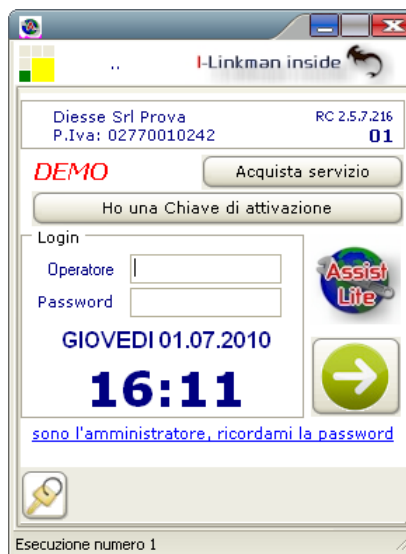 ..
I-Linkman inside
Diesse Srl Prova
RC 2.5.7.216
P.Iva: 02770010242
01
DEMO
Acquista servizio
Ho una Chiave di attivazione
Login
Operatore
Password
Assist
Lite
GIOVEDI 01.07.2010
16:11
sono l'amministratore, ricordami la password
Esecuzione numero 1